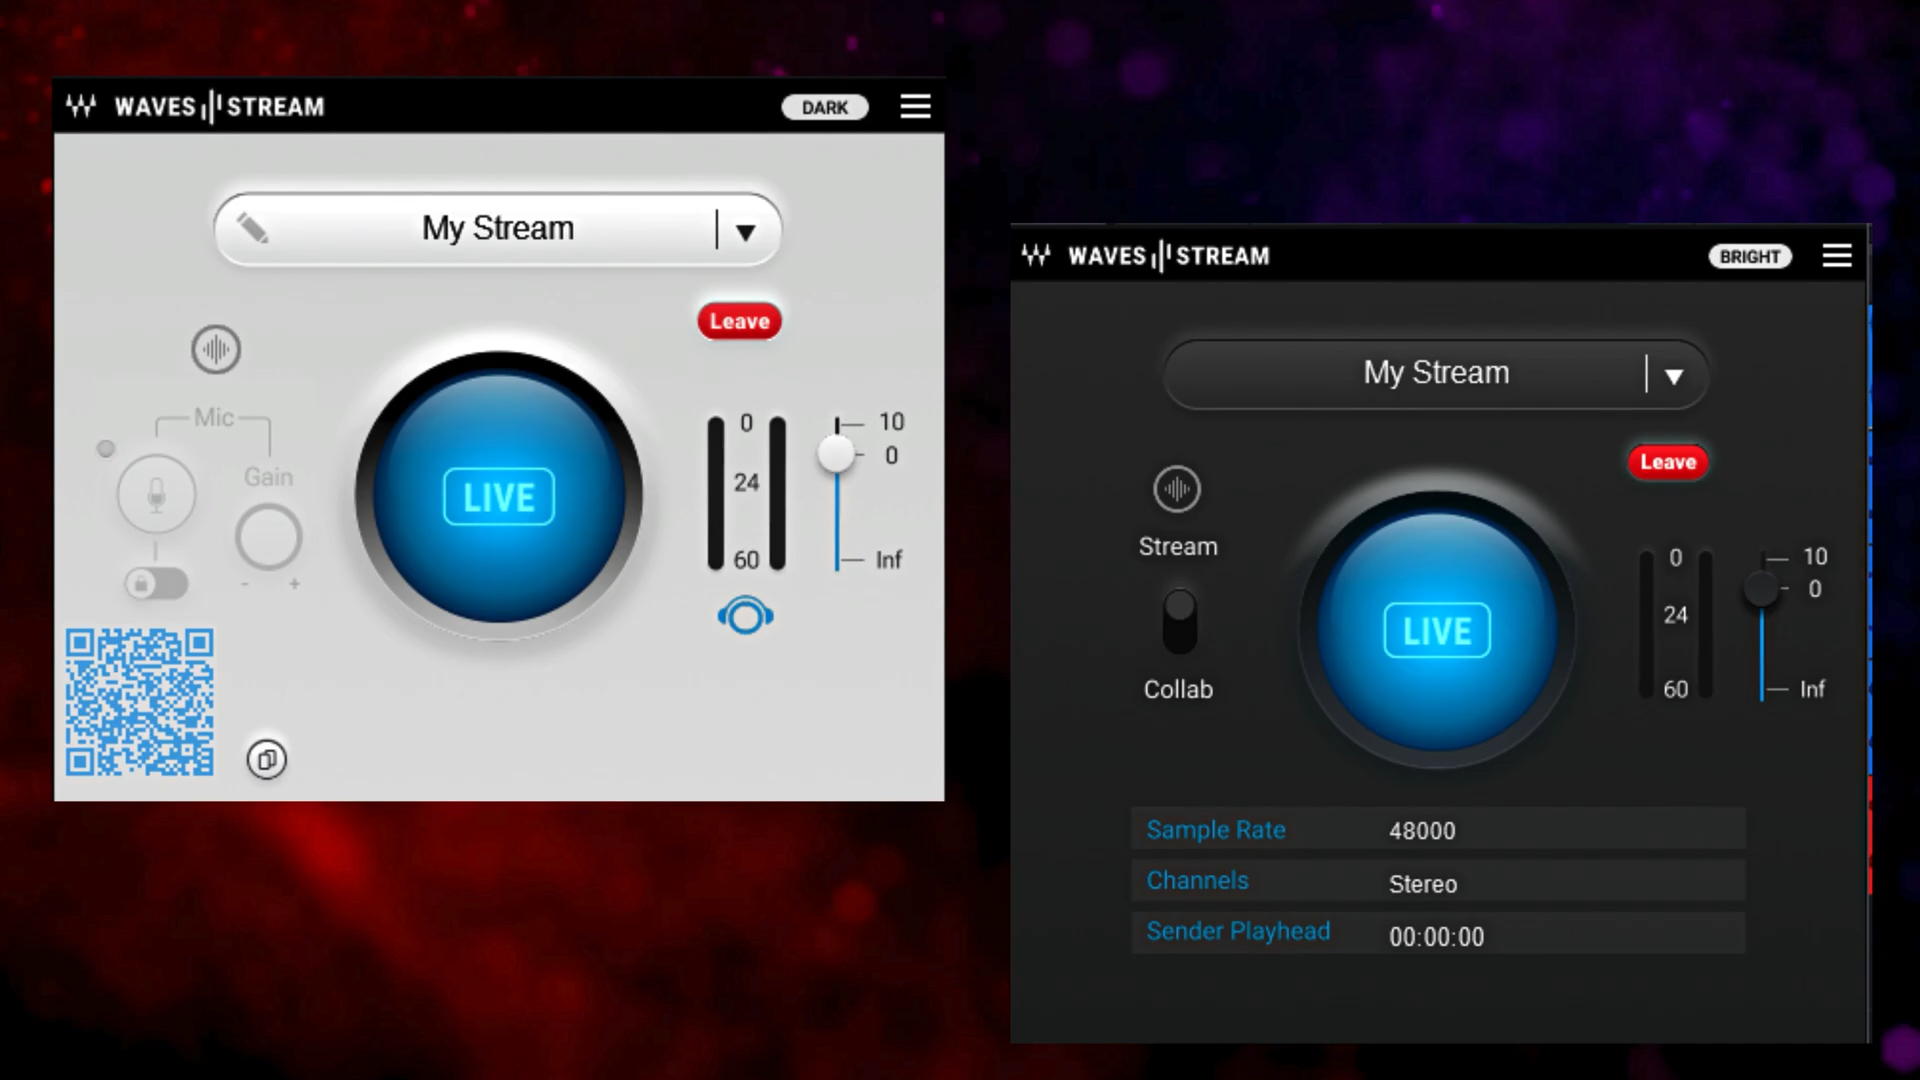 WAVES STREAM
DARK
My Stream
Leave
Mic
Gain
- +
LIVE
0
24
60
10
0
Inf
WAVES STREAM
BRIGHT
My Stream
Leave
Stream
Collab
LIVE
0
24
60
10
0
Inf
Sample Rate 48000
Channels Stereo
Sender Playhead 00:00:00